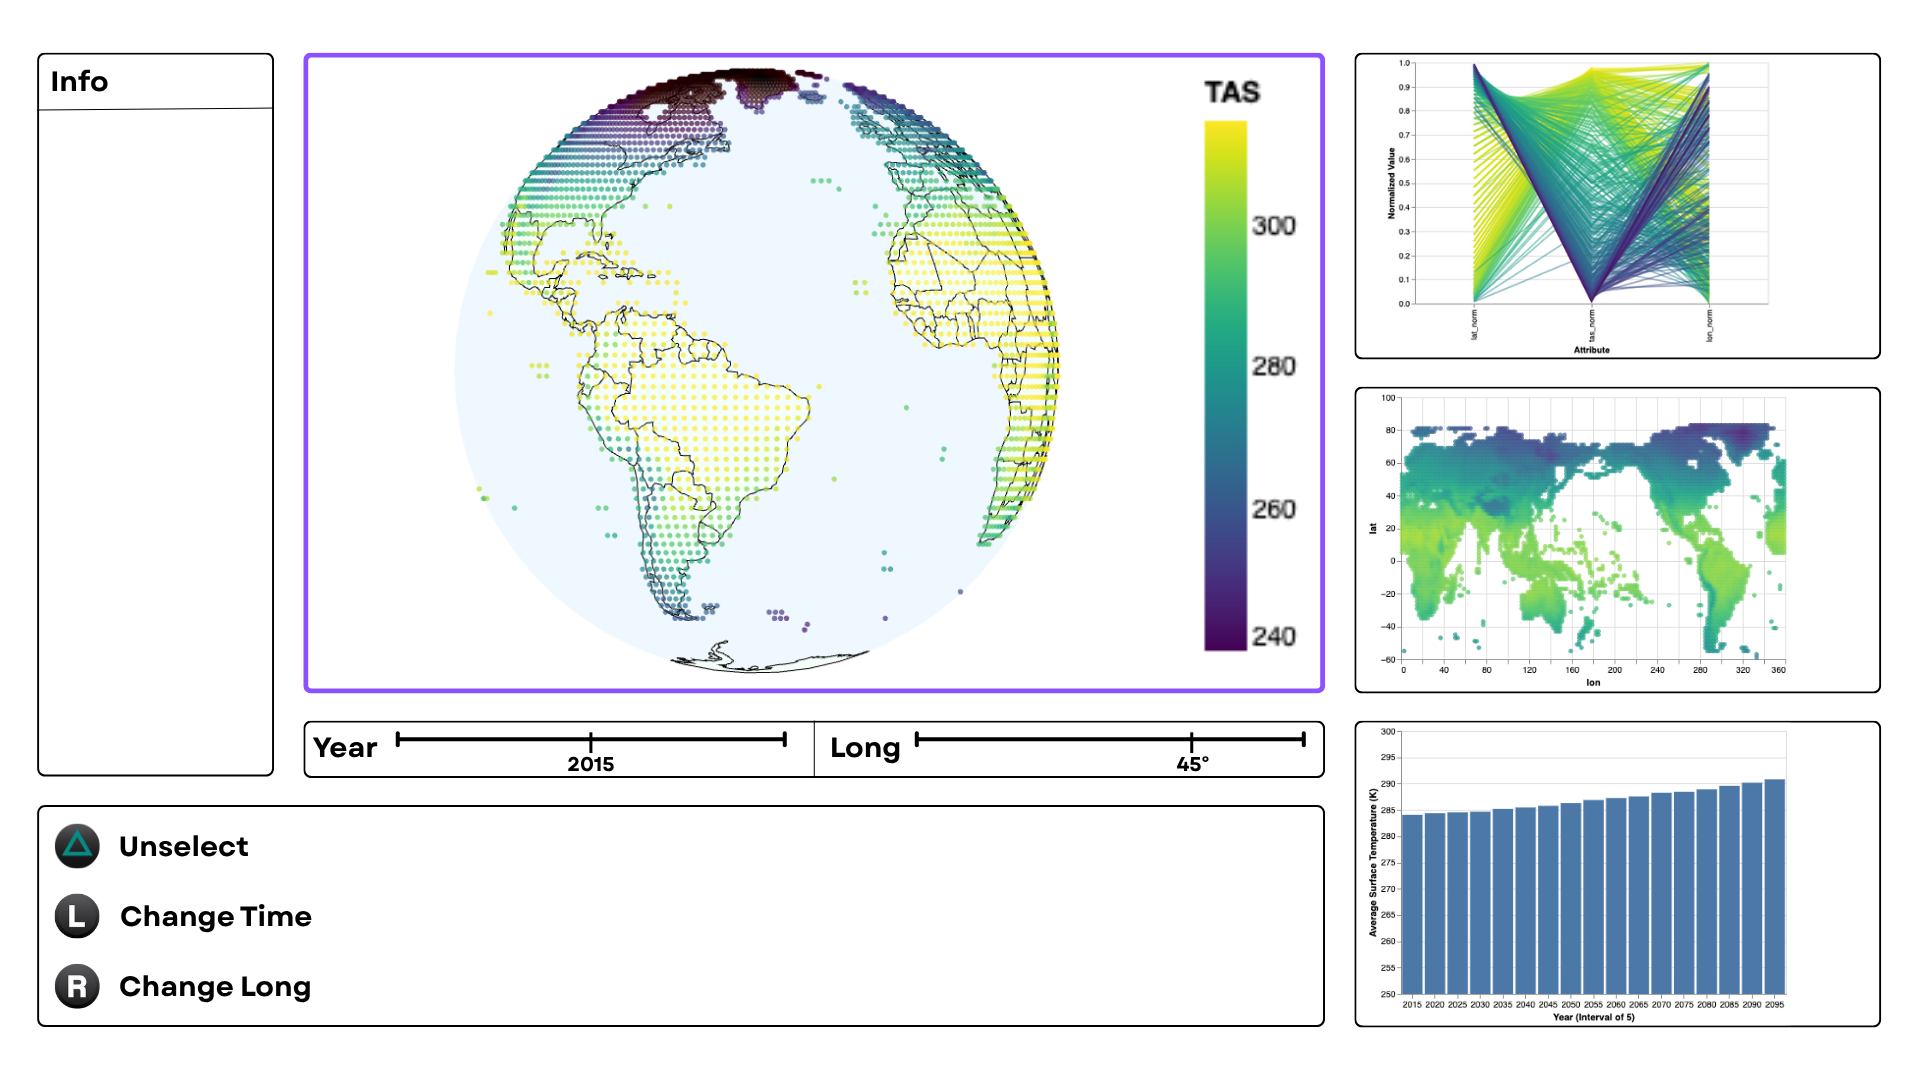 Info
TAS
300
280
260
240
Year
2015
Long
45°
Unselect
L
Change Time
R
Change Long
1.0
0.9
0.8
0.7
0.6
0.5
0.4
0.3
0.2
0.1
0.0
Normalized Value
lat_norm
tas_norm
lon_norm
Attribute
100
80
60
40
20
0
−20
−40
−60
lat
0 40 80 120 160 200 240 280 320 360
lon
300
295
290
285
280
275
270
265
260
255
250
Average Surface Temperature (K)
2015 2020 2025 2030 2035 2040 2045 2050 2055 2060 2065 2070 2075 2080 2085 2090 2095
Year (Interval of 5)